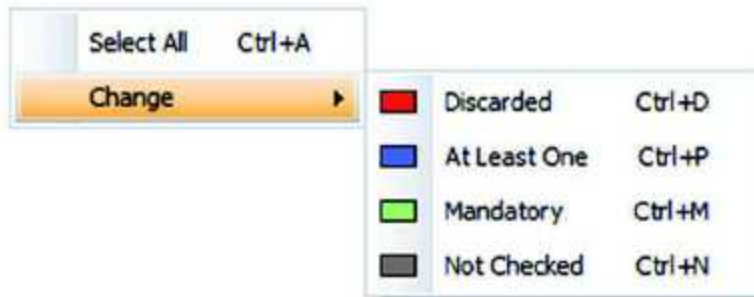 Select All Ctrl+A
Change
Discarded Ctrl+D
At Least One Ctrl+P
Mandatory Ctrl+M
Not Checked Ctrl+N